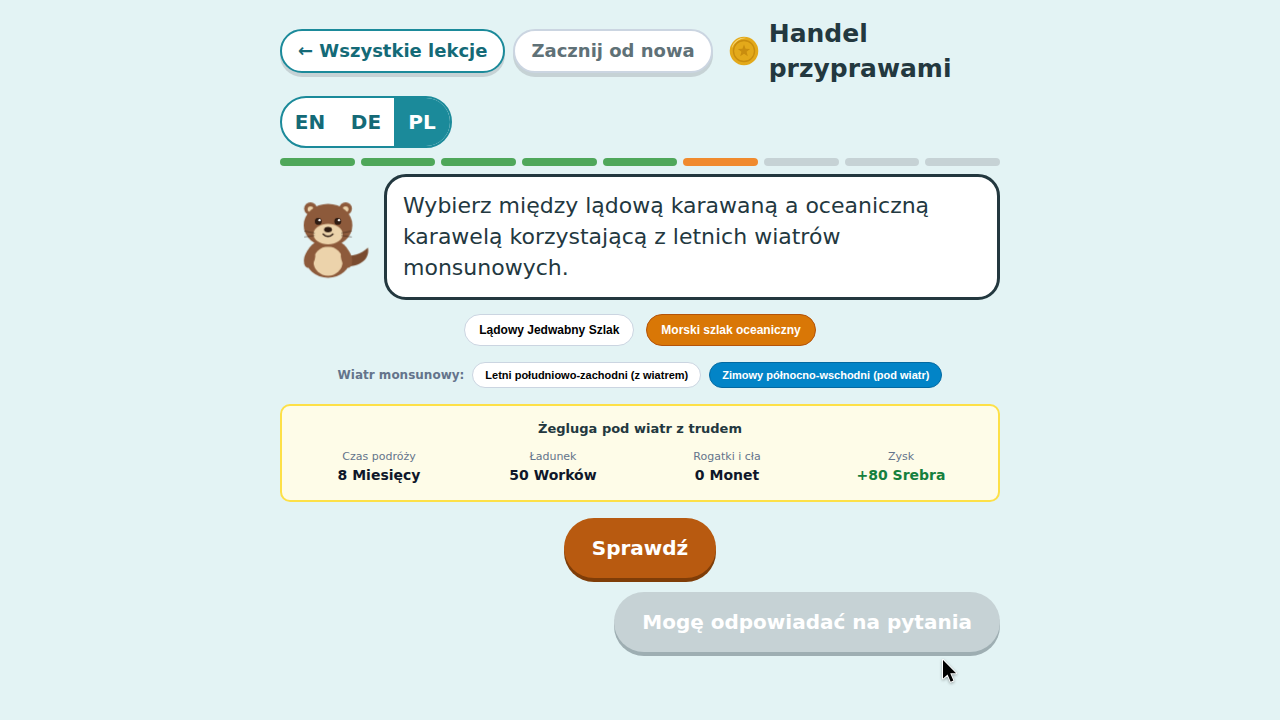 ← Wszystkie lekcje
Zacznij od nowa
Handel
przyprawami
EN DE PL
Wybierz między lądową karawaną a oceaniczną
karawelą korzystającą z letnich wiatrów
monsunowych.
Lądowy Jedwabny Szlak
Morski szlak oceaniczny
Wiatr monsunowy:
Letni południowo-zachodni (z wiatrem)
Zimowy północno-wschodni (pod wiatr)
Żegluga pod wiatr z trudem
Czas podróży
8 Miesięcy
Ładunek
50 Worków
Rogatki i cła
0 Monet
Zysk
+80 Srebra
Sprawdź
Mogę odpowiadać na pytania